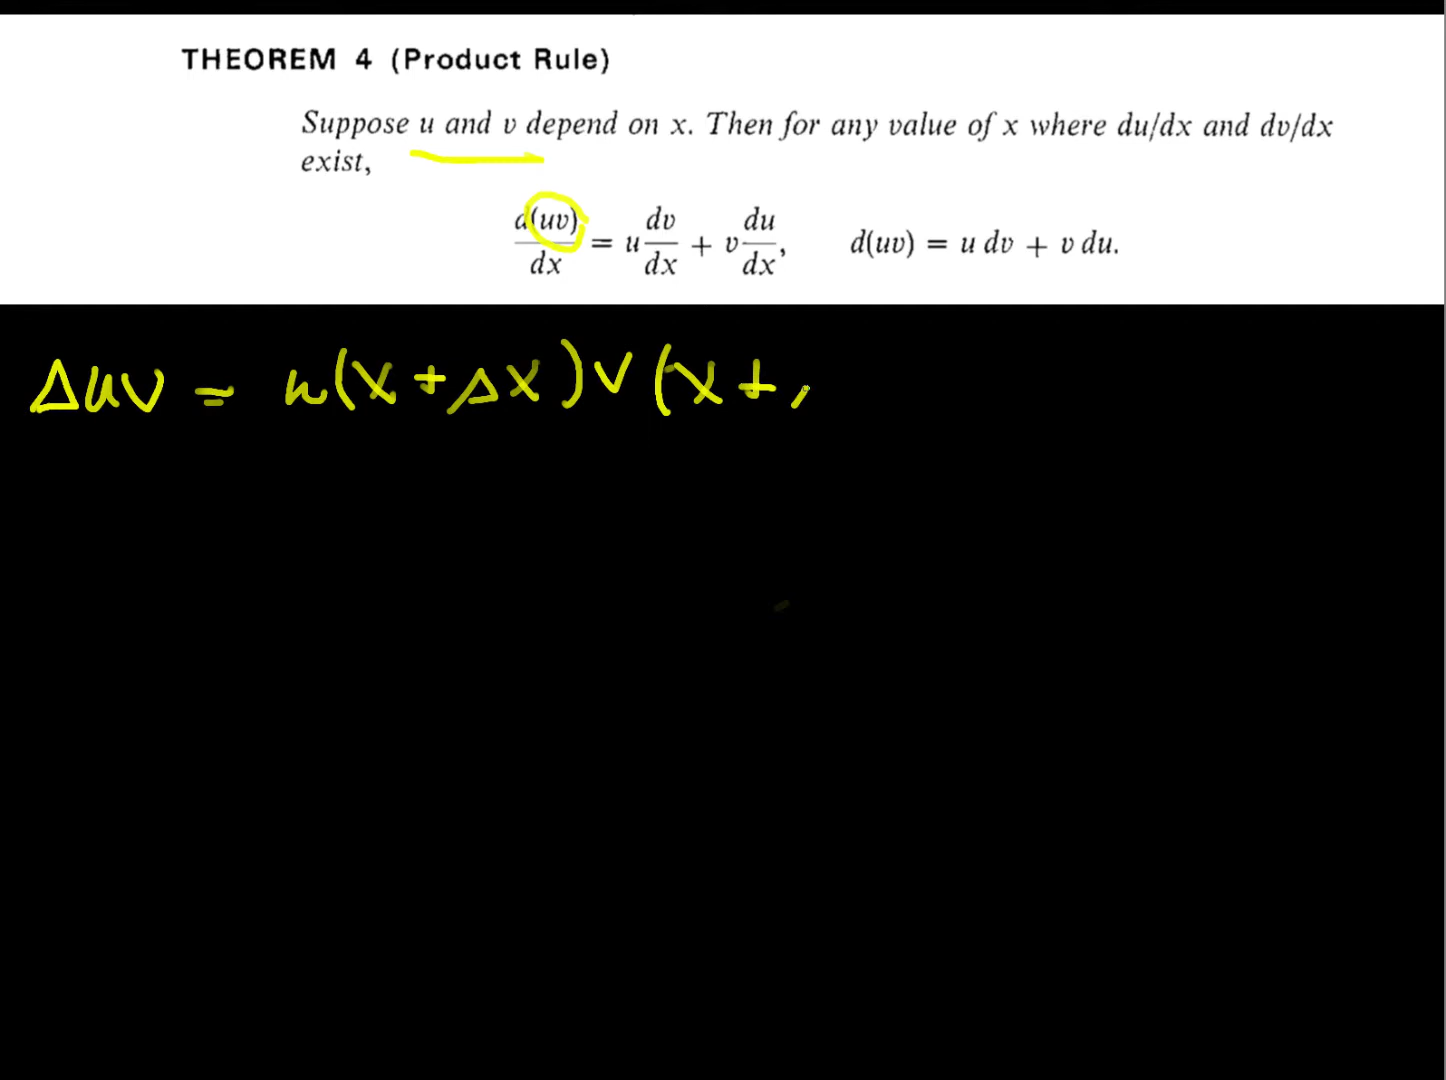 THEOREM 4 (Product Rule)
Suppose u and v depend on x. Then for any value of x where du/dx and dv/dx
exist,
d(uv)/dx = u dv/dx + v du/dx, d(uv) = u dv + v du.
Δuv = u(x+Δx)v(x+